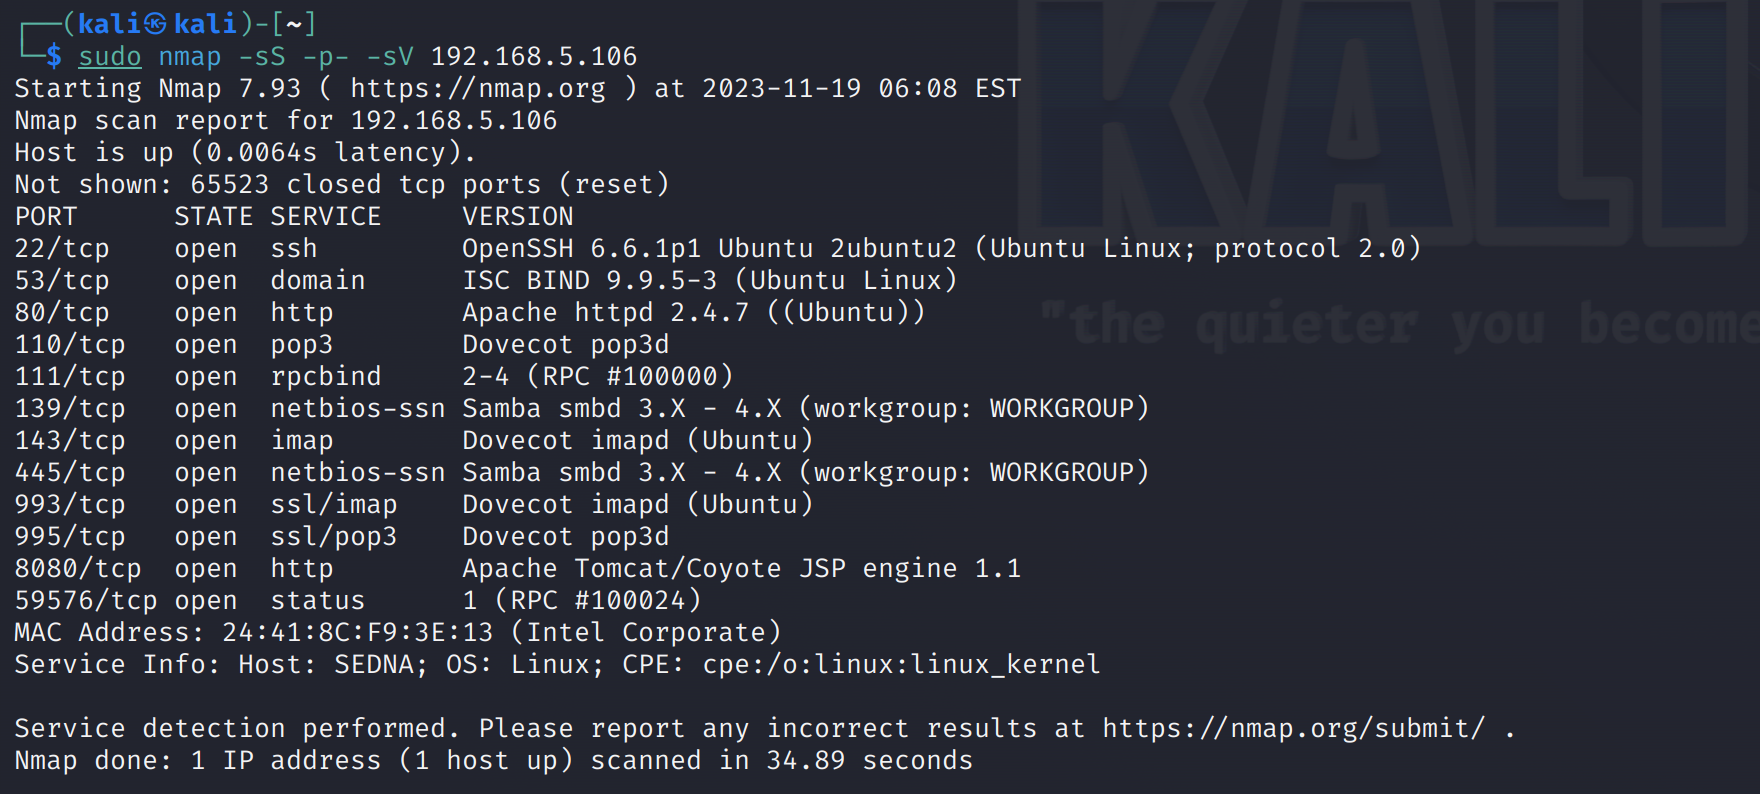 ┌──(kali㉿kali)-[~]
└─$ sudo nmap -sS -p- -sV 192.168.5.106
Starting Nmap 7.93 ( https://nmap.org ) at 2023-11-19 06:08 EST
Nmap scan report for 192.168.5.106
Host is up (0.0064s latency).
Not shown: 65523 closed tcp ports (reset)
PORT      STATE SERVICE     VERSION
22/tcp    open  ssh         OpenSSH 6.6.1p1 Ubuntu 2ubuntu2 (Ubuntu Linux; protocol 2.0)
53/tcp    open  domain      ISC BIND 9.9.5-3 (Ubuntu Linux)
80/tcp    open  http        Apache httpd 2.4.7 ((Ubuntu))
110/tcp   open  pop3        Dovecot pop3d
111/tcp   open  rpcbind     2-4 (RPC #100000)
139/tcp   open  netbios-ssn Samba smbd 3.X - 4.X (workgroup: WORKGROUP)
143/tcp   open  imap        Dovecot imapd (Ubuntu)
445/tcp   open  netbios-ssn Samba smbd 3.X - 4.X (workgroup: WORKGROUP)
993/tcp   open  ssl/imap    Dovecot imapd (Ubuntu)
995/tcp   open  ssl/pop3    Dovecot pop3d
8080/tcp  open  http        Apache Tomcat/Coyote JSP engine 1.1
59576/tcp open  status      1 (RPC #100024)
MAC Address: 24:41:8C:F9:3E:13 (Intel Corporate)
Service Info: Host: SEDNA; OS: Linux; CPE: cpe:/o:linux:linux_kernel

Service detection performed. Please report any incorrect results at https://nmap.org/submit/ .
Nmap done: 1 IP address (1 host up) scanned in 34.89 seconds
KALI
"the quieter you become